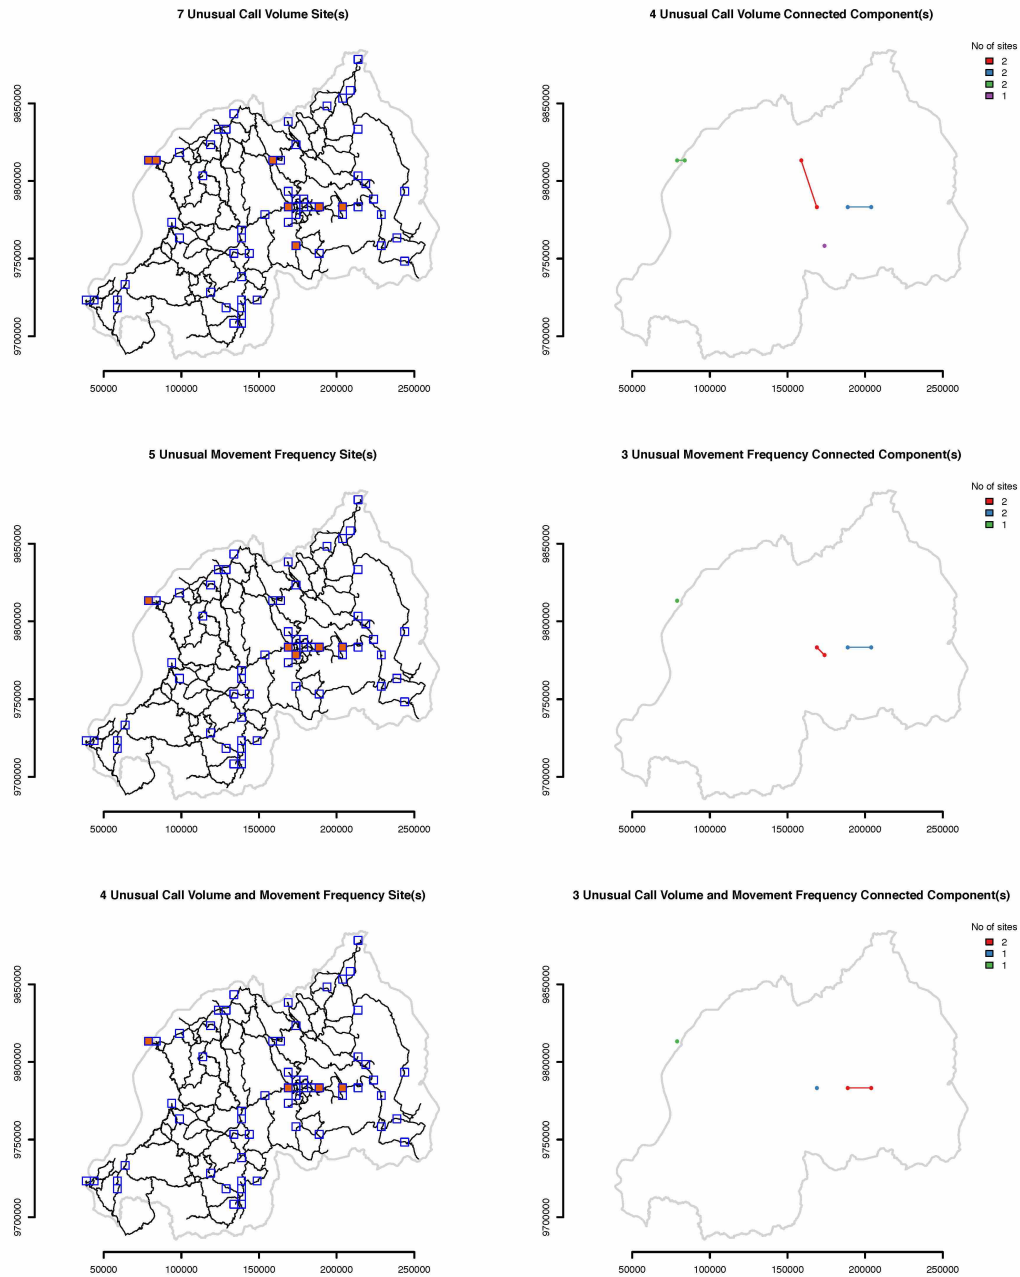 7 Unusual Call Volume Site(s)
9700000 9750000 9800000 9850000
50000 100000 150000 200000 250000
4 Unusual Call Volume Connected Component(s)
No of sites
2
2
2
1
9700000 9750000 9800000 9850000
50000 100000 150000 200000 250000
5 Unusual Movement Frequency Site(s)
9700000 9750000 9800000 9850000
50000 100000 150000 200000 250000
3 Unusual Movement Frequency Connected Component(s)
No of sites
2
2
1
9700000 9750000 9800000 9850000
50000 100000 150000 200000 250000
4 Unusual Call Volume and Movement Frequency Site(s)
9700000 9750000 9800000 9850000
50000 100000 150000 200000 250000
3 Unusual Call Volume and Movement Frequency Connected Component(s)
No of sites
2
1
1
9700000 9750000 9800000 9850000
50000 100000 150000 200000 250000